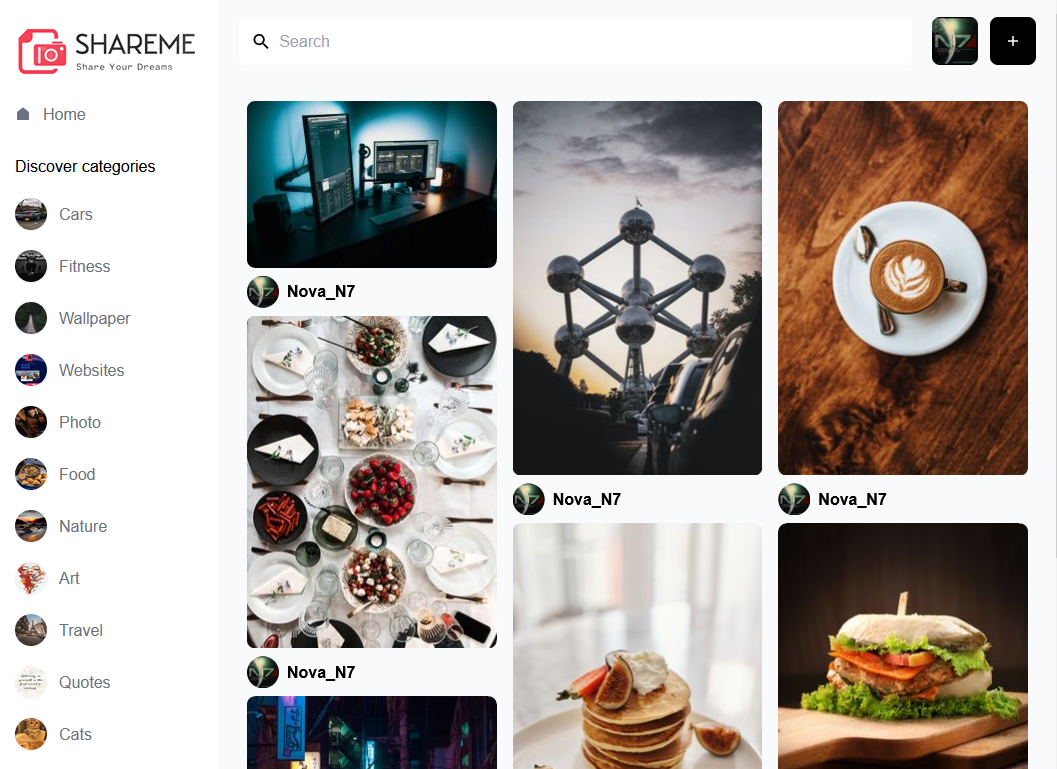 SHAREME
Share Your Dreams
Search
N7
+
Home
Discover categories
Cars
Fitness
Wallpaper
Websites
Photo
Food
Nature
Art
Travel
Quotes
Cats
Nova_N7
Nova_N7
Nova_N7
Nova_N7